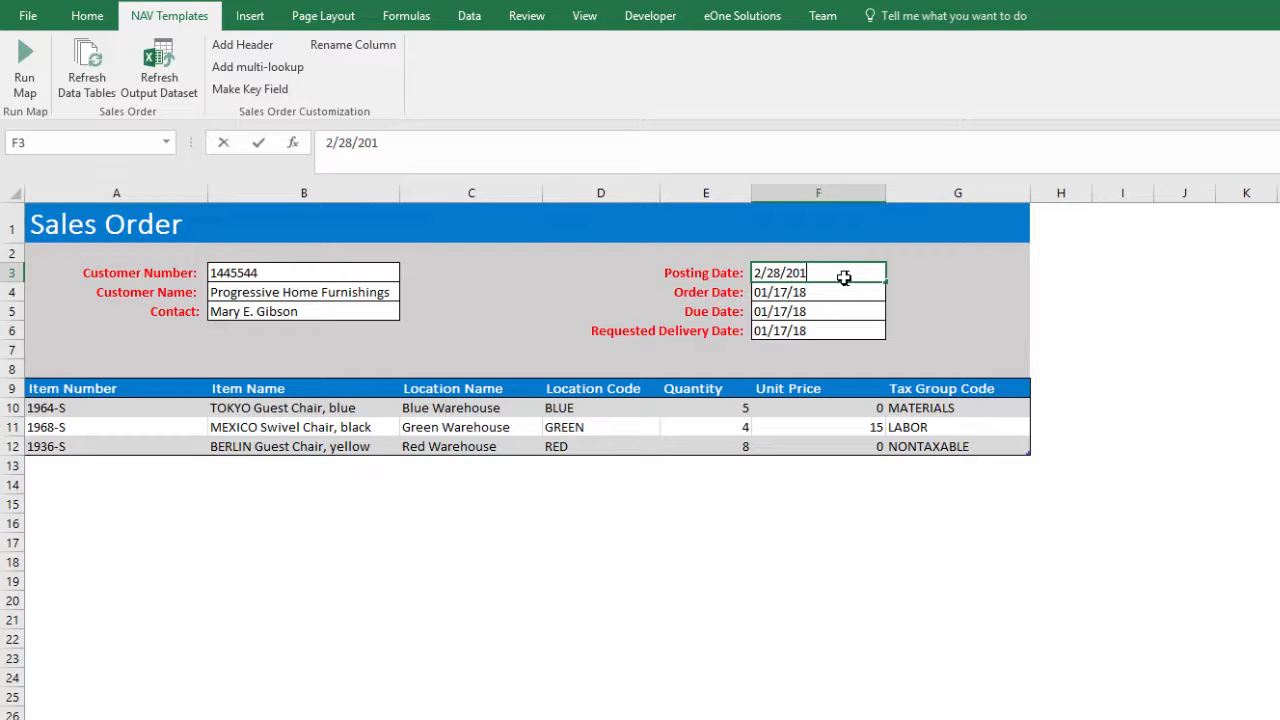 File Home NAV Templates Insert Page Layout Formulas Data Review View Developer eOne Solutions Team Tell me what you want to do
Run Map
Refresh Data Tables
Refresh Output Dataset
Add Header Rename Column
Add multi-lookup
Make Key Field
Run Map Sales Order Sales Order Customization
F3 fx 2/28/201
A B C D E F G H I J K
1 Sales Order
2
3 Customer Number: 1445544 Posting Date: 2/28/201
4 Customer Name: Progressive Home Furnishings Order Date: 01/17/18
5 Contact: Mary E. Gibson Due Date: 01/17/18
6 Requested Delivery Date: 01/17/18
7
8
9 Item Number Item Name Location Name Location Code Quantity Unit Price Tax Group Code
10 1964-S TOKYO Guest Chair, blue Blue Warehouse BLUE 5 0 MATERIALS
11 1968-S MEXICO Swivel Chair, black Green Warehouse GREEN 4 15 LABOR
12 1936-S BERLIN Guest Chair, yellow Red Warehouse RED 8 0 NONTAXABLE
13
14
15
16
17
18
19
20
21
22
23
24
25
26